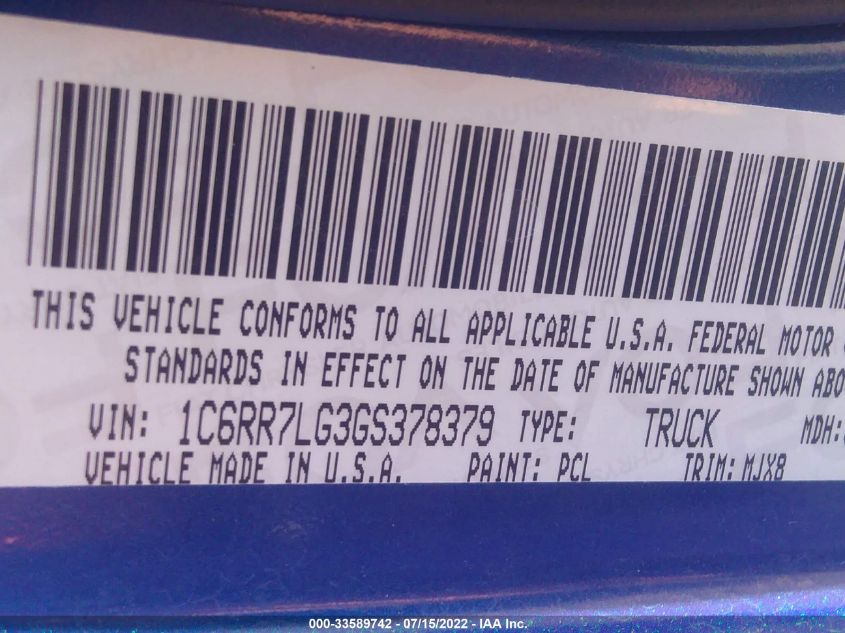 THIS VEHICLE CONFORMS TO ALL APPLICABLE U.S.A. FEDERAL MOTOR
STANDARDS IN EFFECT ON THE DATE OF MANUFACTURE SHOWN ABO
VIN: 1C6RR7LG3GS378379 TYPE: TRUCK MDH:
VEHICLE MADE IN U.S.A. PAINT: PCL TRIM: MJX8
000-33589742 - 07/15/2022 - IAA Inc.